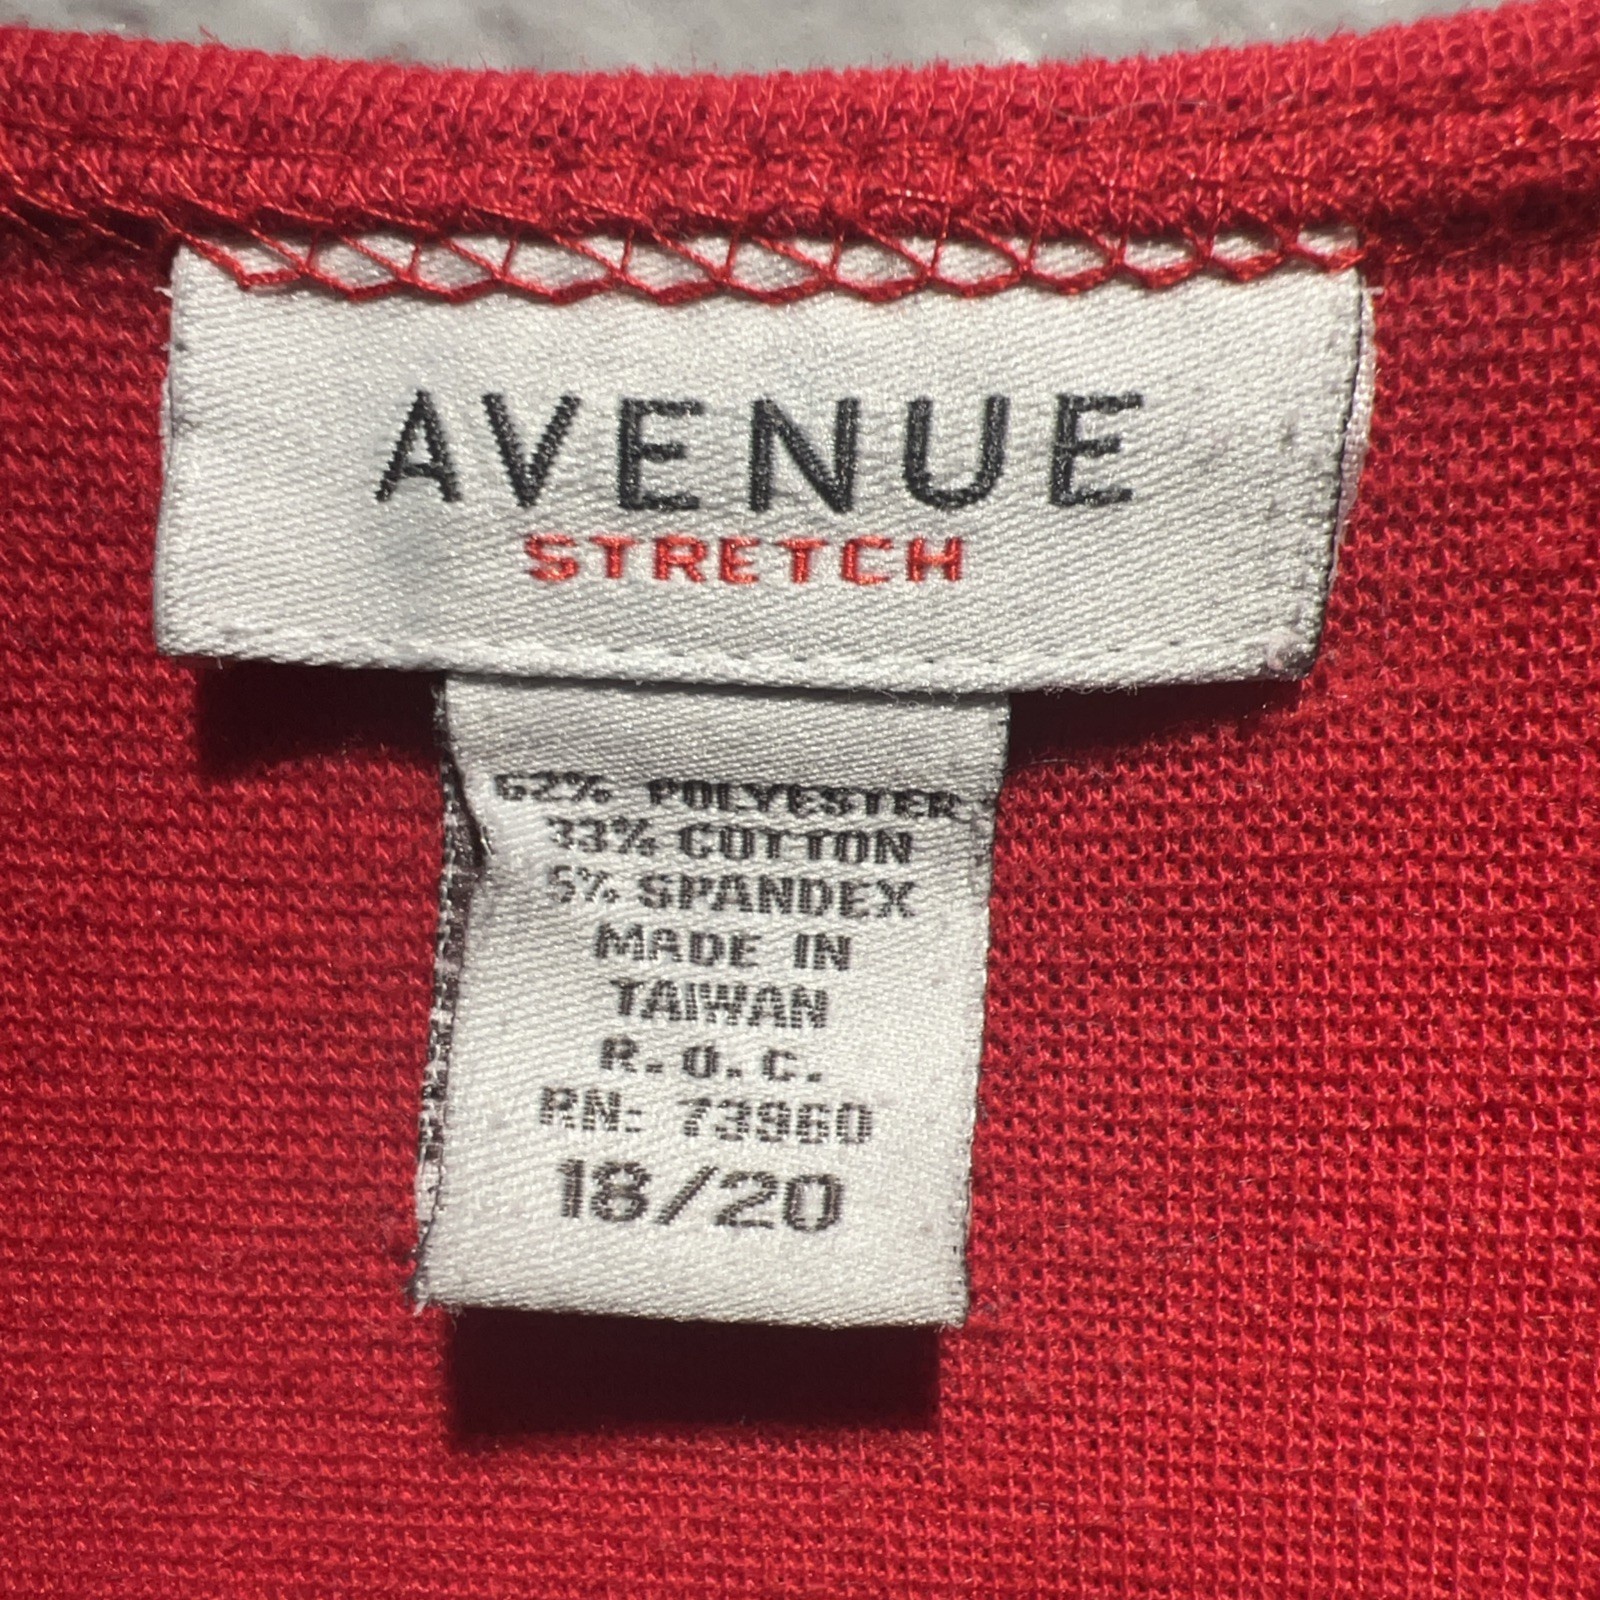 AVENUE
STRETCH
62% POLYESTER
33% COTTON
5% SPANDEX
MADE IN
TAIWAN
R.O.C.
RN: 73960
18/20